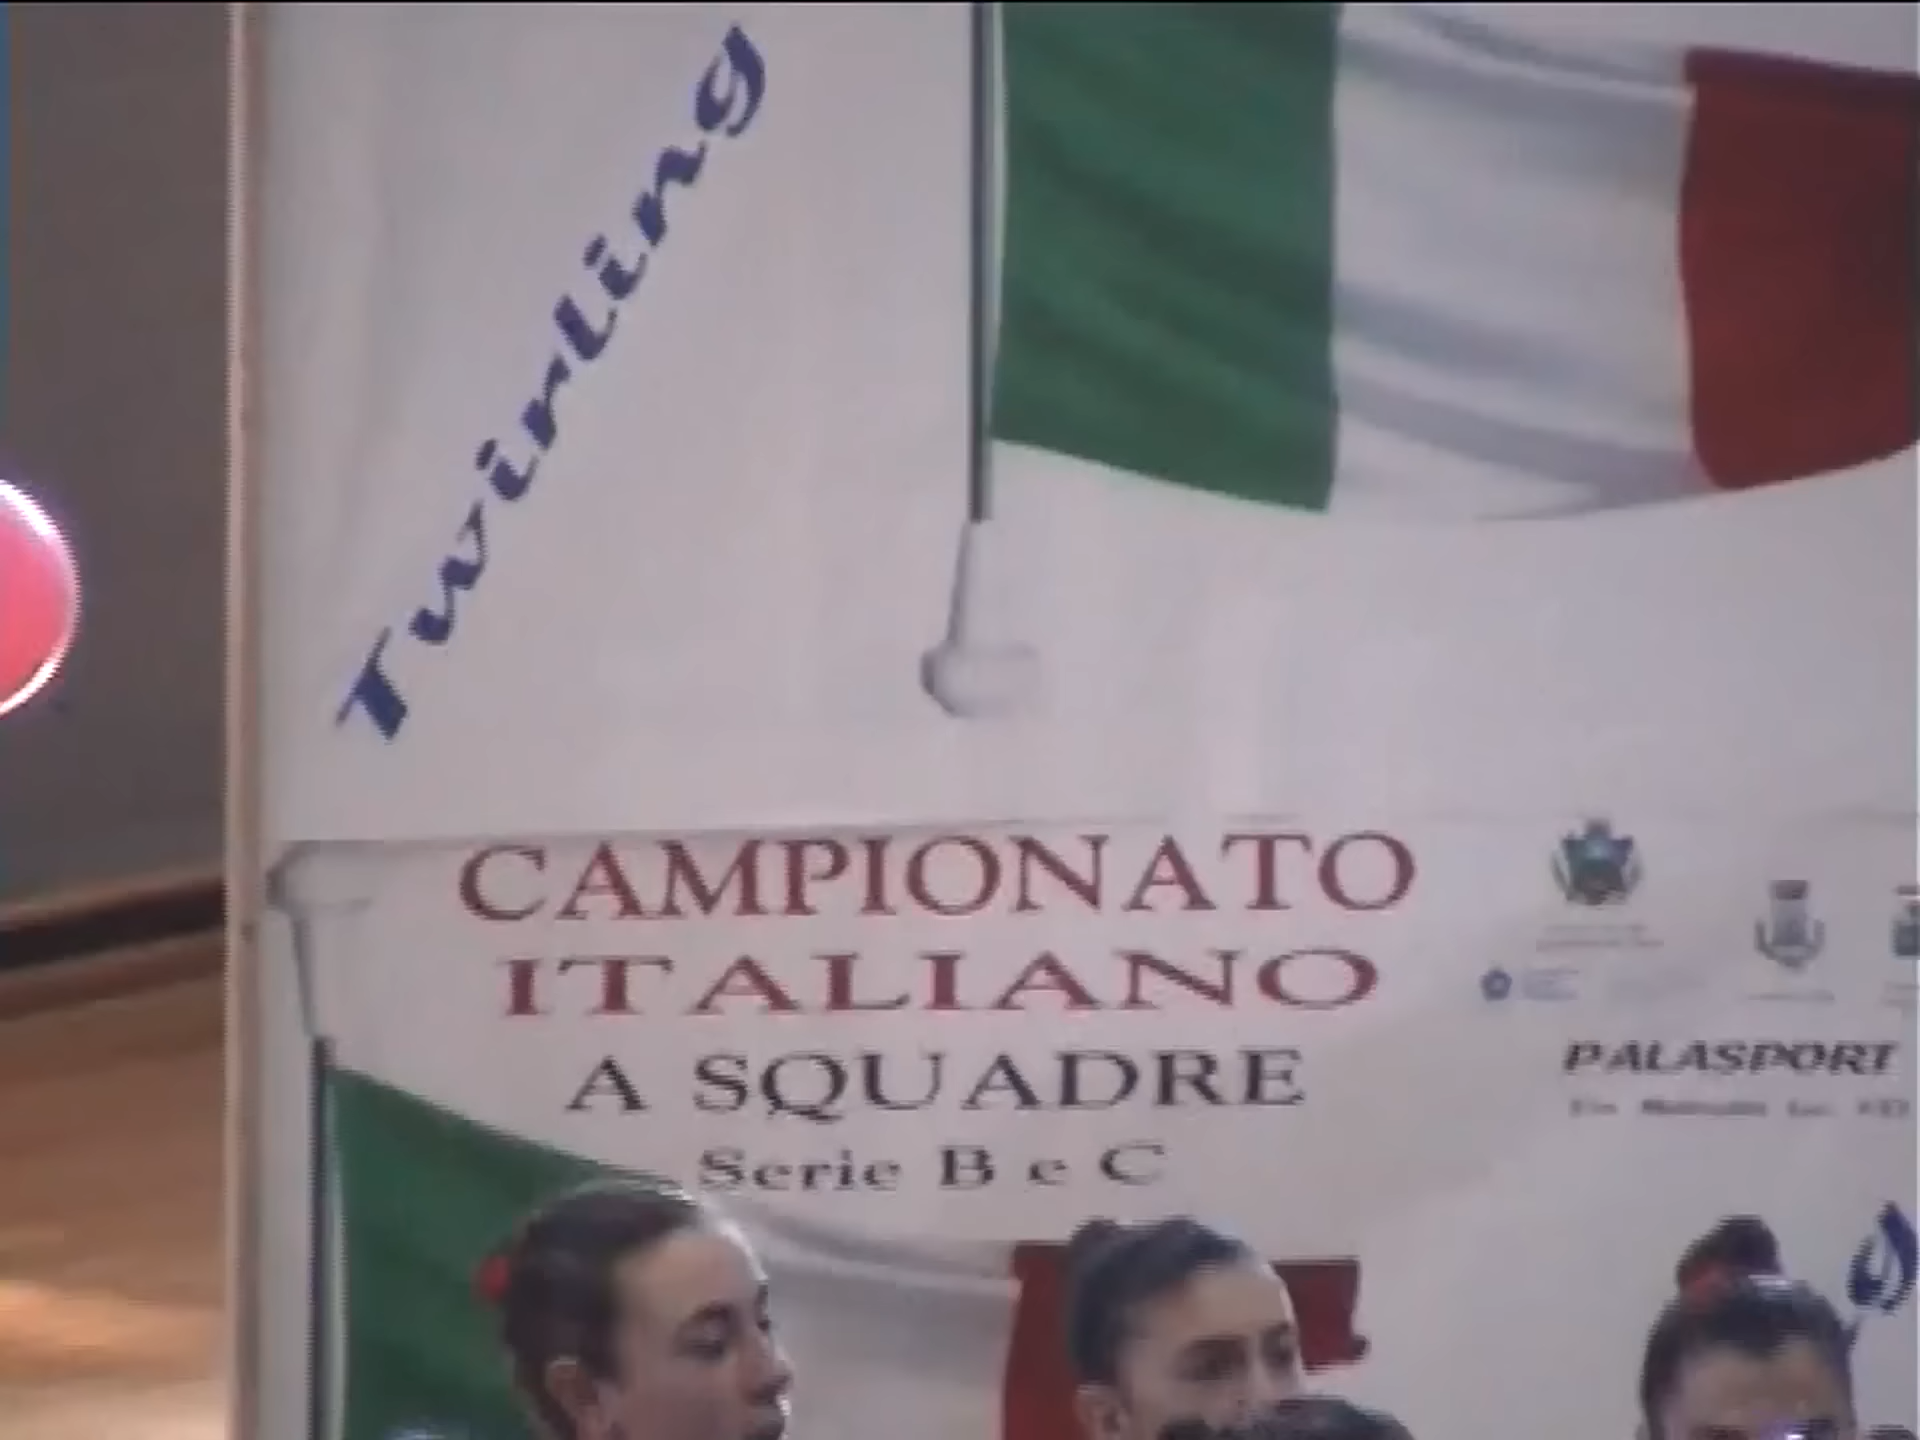 Twirling
CAMPIONATO
ITALIANO
A SQUADRE
Serie B e C
PALASPORT
g